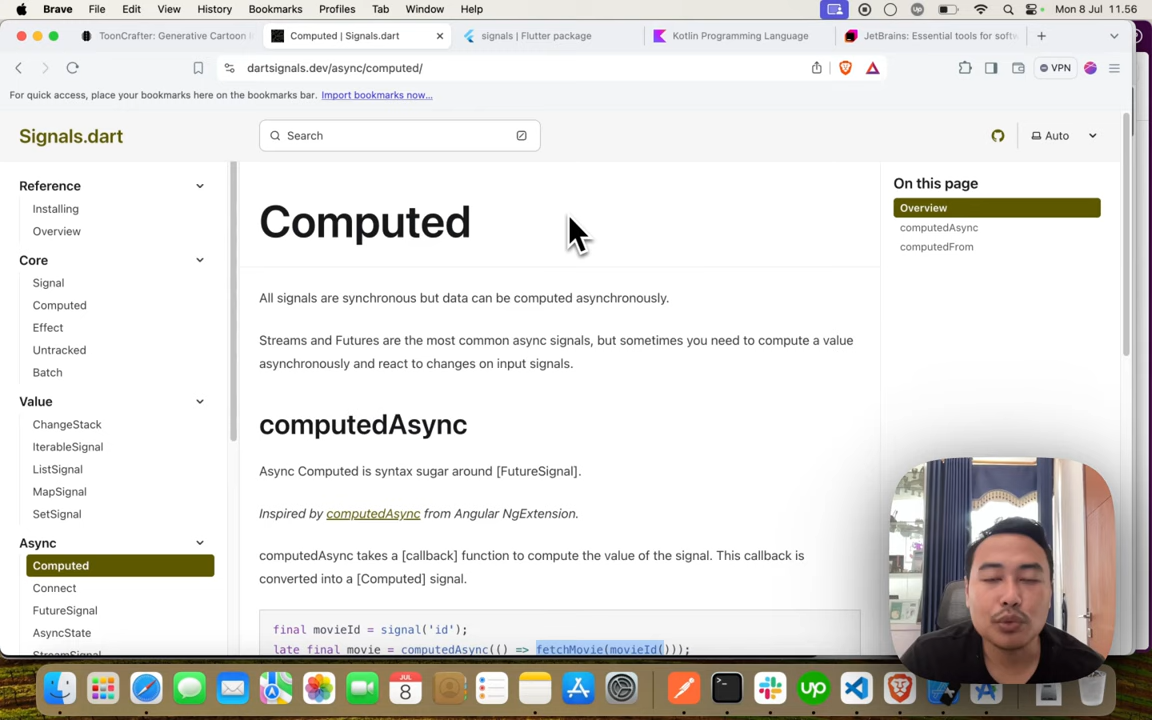 Brave File Edit View History Bookmarks Profiles Tab Window Help Mon 8 Jul 11.56
ToonCrafter: Generative Cartoon
Computed | Signals.dart
signals | Flutter package
Kotlin Programming Language
JetBrains: Essential tools for softw
dartsignals.dev/async/computed/
VPN
For quick access, place your bookmarks here on the bookmarks bar. Import bookmarks now...
Signals.dart
Search
Auto
Reference
Installing
Overview
Core
Signal
Computed
Effect
Untracked
Batch
Value
ChangeStack
IterableSignal
ListSignal
MapSignal
SetSignal
Async
Computed
Connect
FutureSignal
AsyncState
StreamSignal
Computed
All signals are synchronous but data can be computed asynchronously.
Streams and Futures are the most common async signals, but sometimes you need to compute a value
asynchronously and react to changes on input signals.
computedAsync
Async Computed is syntax sugar around [FutureSignal].
Inspired by computedAsync from Angular NgExtension.
computedAsync takes a [callback] function to compute the value of the signal. This callback is
converted into a [Computed] signal.
final movieId = signal('id');
late final movie = computedAsync(() => fetchMovie(movieId()));
On this page
Overview
computedAsync
computedFrom
JUL
8
up